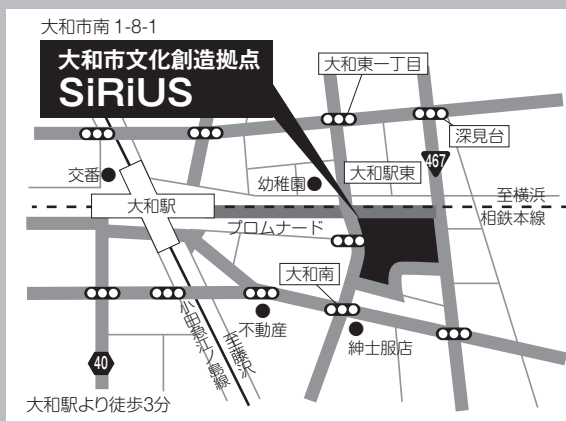 大和市南 1-8-1
大和市文化創造拠点
SiRiUS
大和東一丁目
深見台
交番
幼稚園
大和駅東
467
至横浜
大和駅
プロムナード
相鉄本線
大和南
不動産
小田急江ノ島線
至藤沢
紳士服店
40
大和駅より徒歩3分